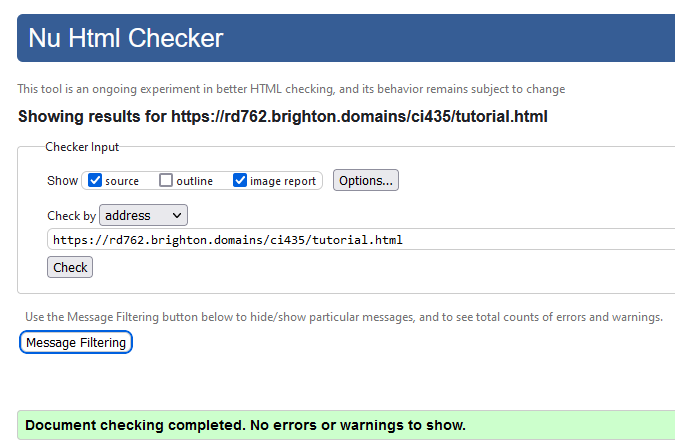 Nu Html Checker
This tool is an ongoing experiment in better HTML checking, and its behavior remains subject to change
Showing results for https://rd762.brighton.domains/ci435/tutorial.html
Checker Input
Show source outline image report Options...
Check by address
https://rd762.brighton.domains/ci435/tutorial.html
Check
Use the Message Filtering button below to hide/show particular messages, and to see total counts of errors and warnings.
Message Filtering
Document checking completed. No errors or warnings to show.